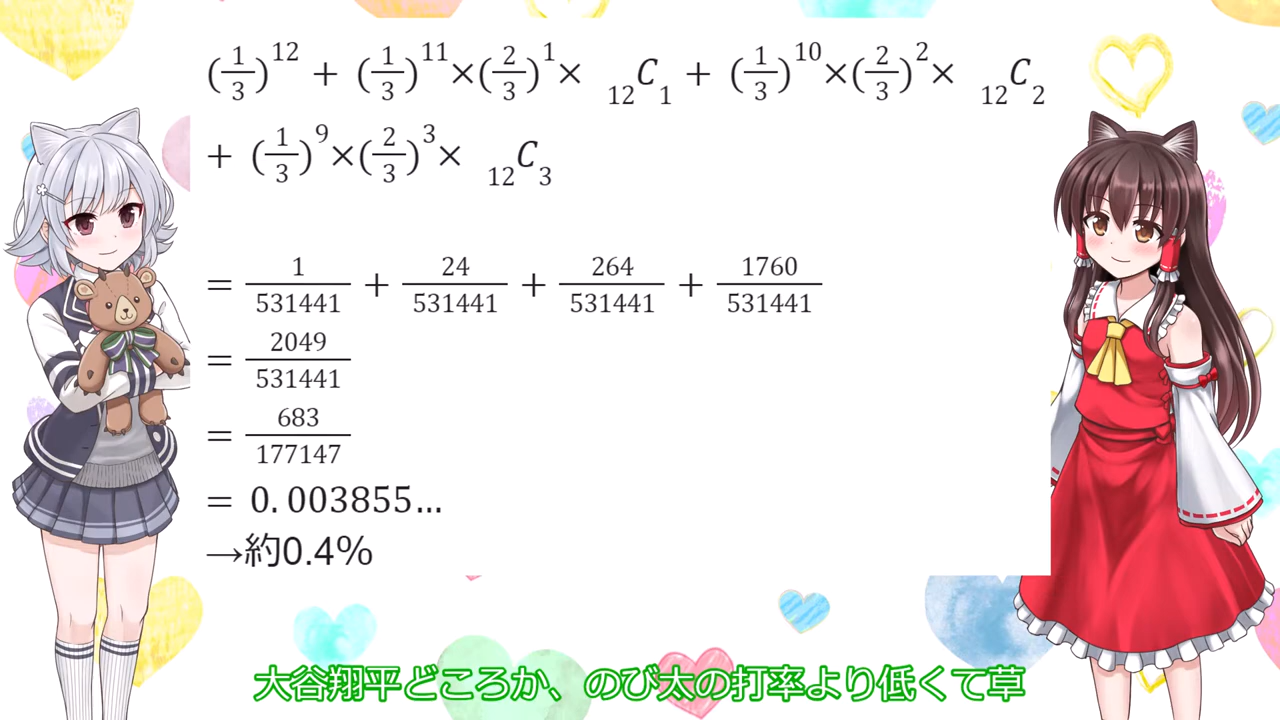 (1/3)^12 + (1/3)^11×(2/3)^1× ₁₂C₁ + (1/3)^10×(2/3)^2× ₁₂C₂
+ (1/3)^9×(2/3)^3× ₁₂C₃
= 1/531441 + 24/531441 + 264/531441 + 1760/531441
= 2049/531441
= 683/177147
= 0.003855...
→約0.4%
大谷翔平どころか、のび太の打率より低くて草